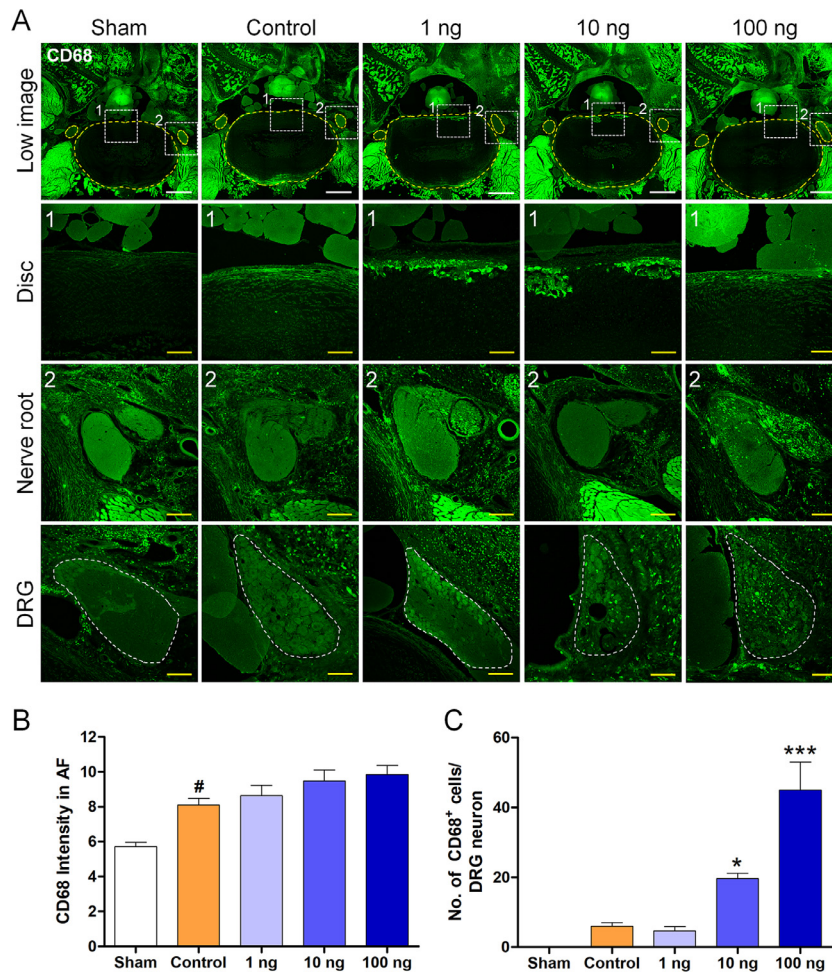 A
Sham Control 1 ng 10 ng 100 ng
Low image
CD68
1 2 1 2 1 2 1 2 1 2
Disc
1 1 1 1 1
Nerve root
2 2 2 2 2
DRG
B
CD68 Intensity in AF
12
10
8
6
4
2
0
#
Sham Control 1 ng 10 ng 100 ng
C
No. of CD68+ cells/
DRG neuron
60
40
20
0
*
***
Sham Control 1 ng 10 ng 100 ng